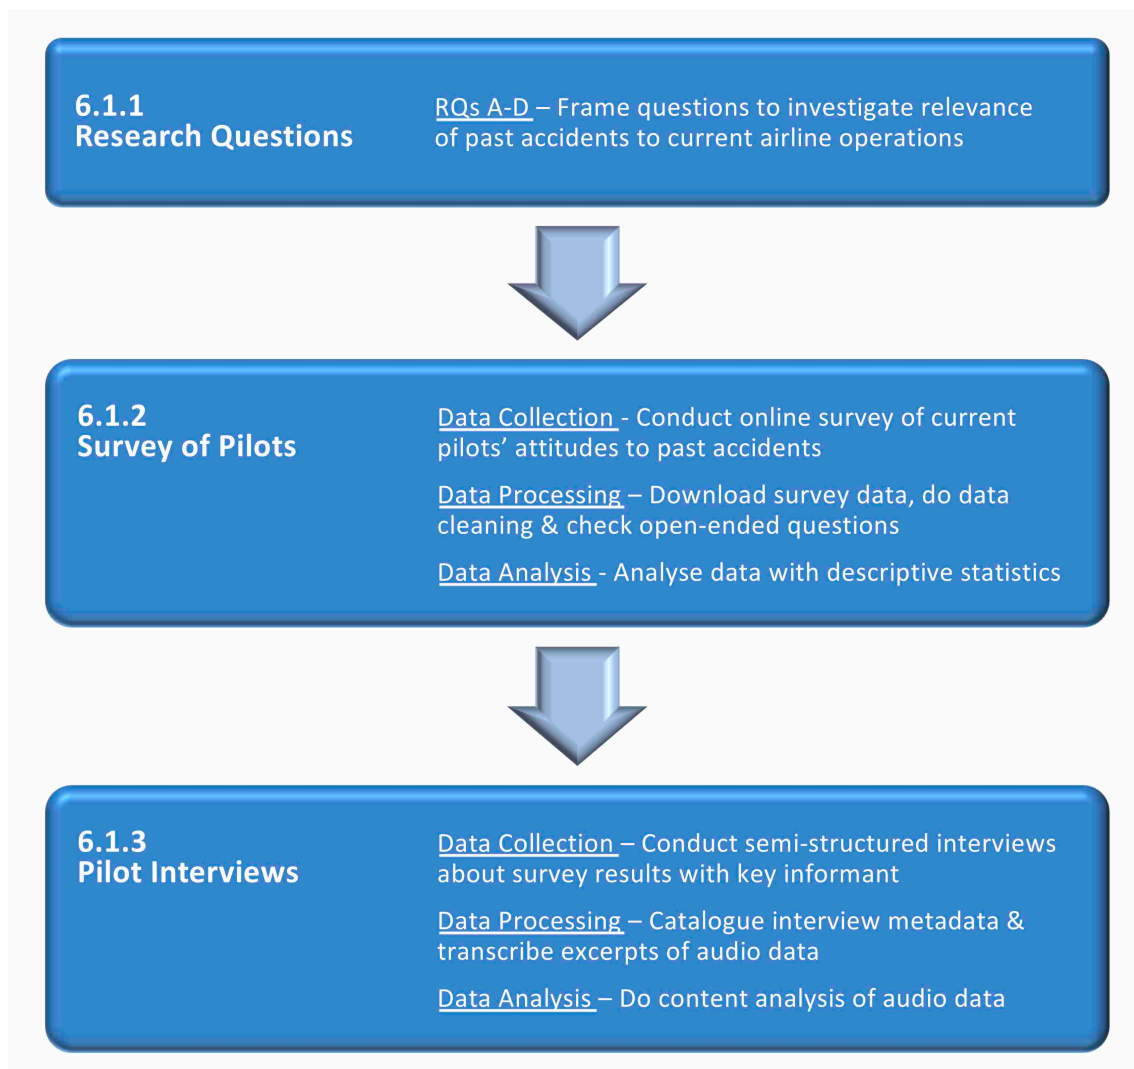 6.1.1
Research Questions
RQs A-D – Frame questions to investigate relevance
of past accidents to current airline operations
6.1.2
Survey of Pilots
Data Collection - Conduct online survey of current
pilots’ attitudes to past accidents
Data Processing – Download survey data, do data
cleaning & check open-ended questions
Data Analysis - Analyse data with descriptive statistics
6.1.3
Pilot Interviews
Data Collection – Conduct semi-structured interviews
about survey results with key informant
Data Processing – Catalogue interview metadata &
transcribe excerpts of audio data
Data Analysis – Do content analysis of audio data